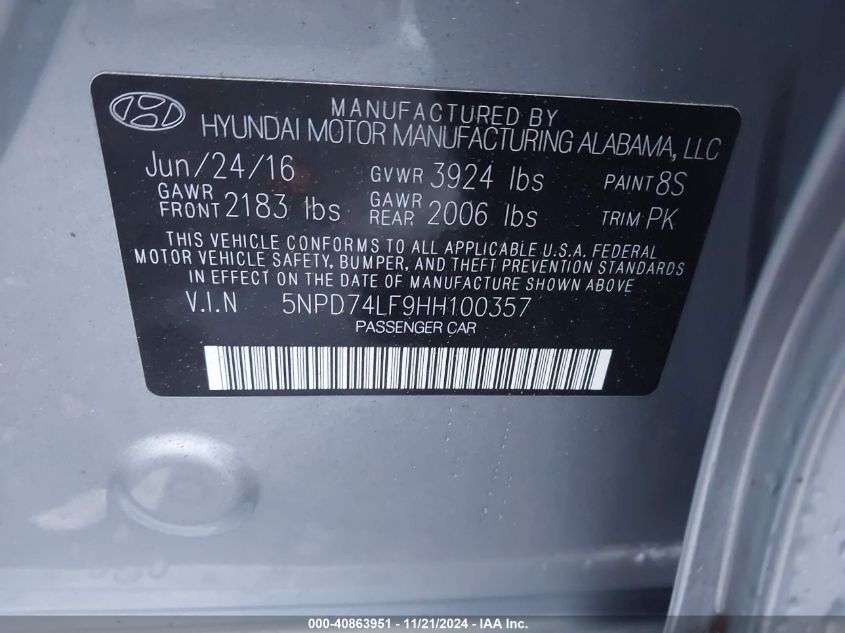 MANUFACTURED BY
HYUNDAI MOTOR MANUFACTURING ALABAMA, LLC
Jun/24/16 GVWR 3924 lbs PAINT 8S
GAWR FRONT 2183 lbs GAWR REAR 2006 lbs TRIM PK
THIS VEHICLE CONFORMS TO ALL APPLICABLE U.S.A. FEDERAL
MOTOR VEHICLE SAFETY, BUMPER, AND THEFT PREVENTION STANDARDS
IN EFFECT ON THE DATE OF MANUFACTURE SHOWN ABOVE
V.I.N 5NPD74LF9HH100357
PASSENGER CAR
000-40863951 - 11/21/2024 - IAA Inc.